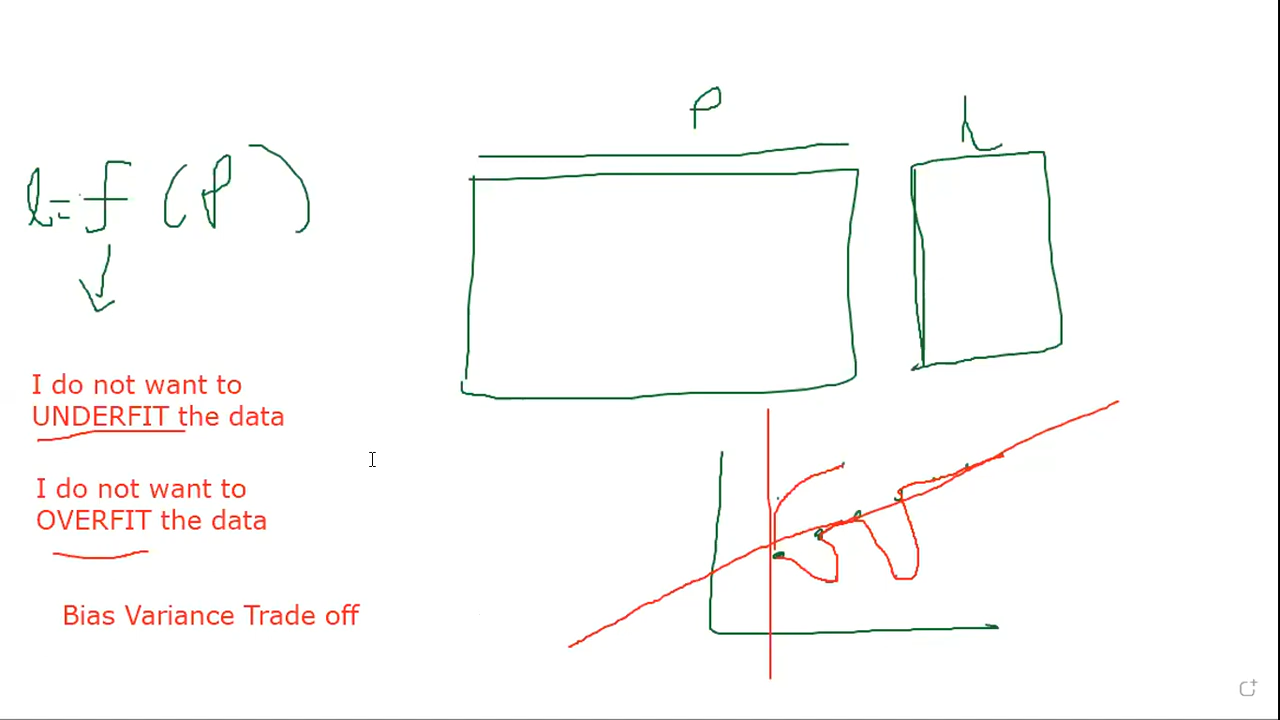 P
h
l = f (P)
I do not want to
UNDERFIT the data
I do not want to
OVERFIT the data
Bias Variance Trade off